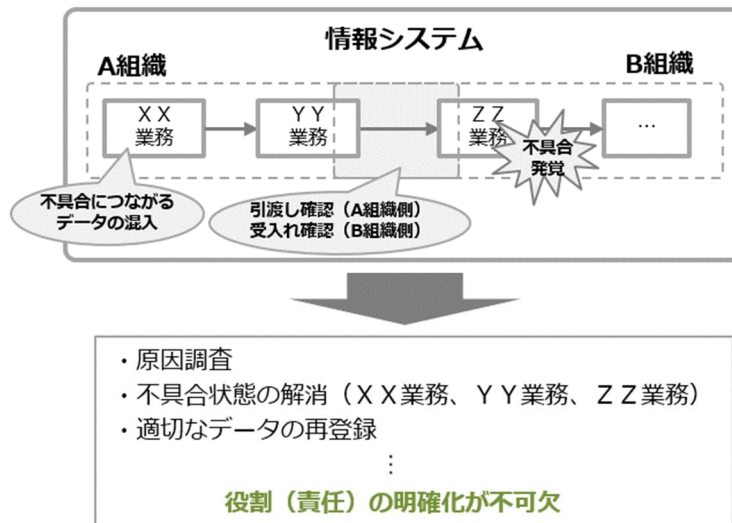 情報システム
A組織
B組織
ＸＸ
業務
ＹＹ
業務
ＺＺ
業務
…
不具合
発覚
不具合につながる
データの混入
引渡し確認（A組織側）
受入れ確認（B組織側）
・原因調査
・不具合状態の解消（ＸＸ業務、ＹＹ業務、ＺＺ業務）
・適切なデータの再登録
⋮
役割（責任）の明確化が不可欠